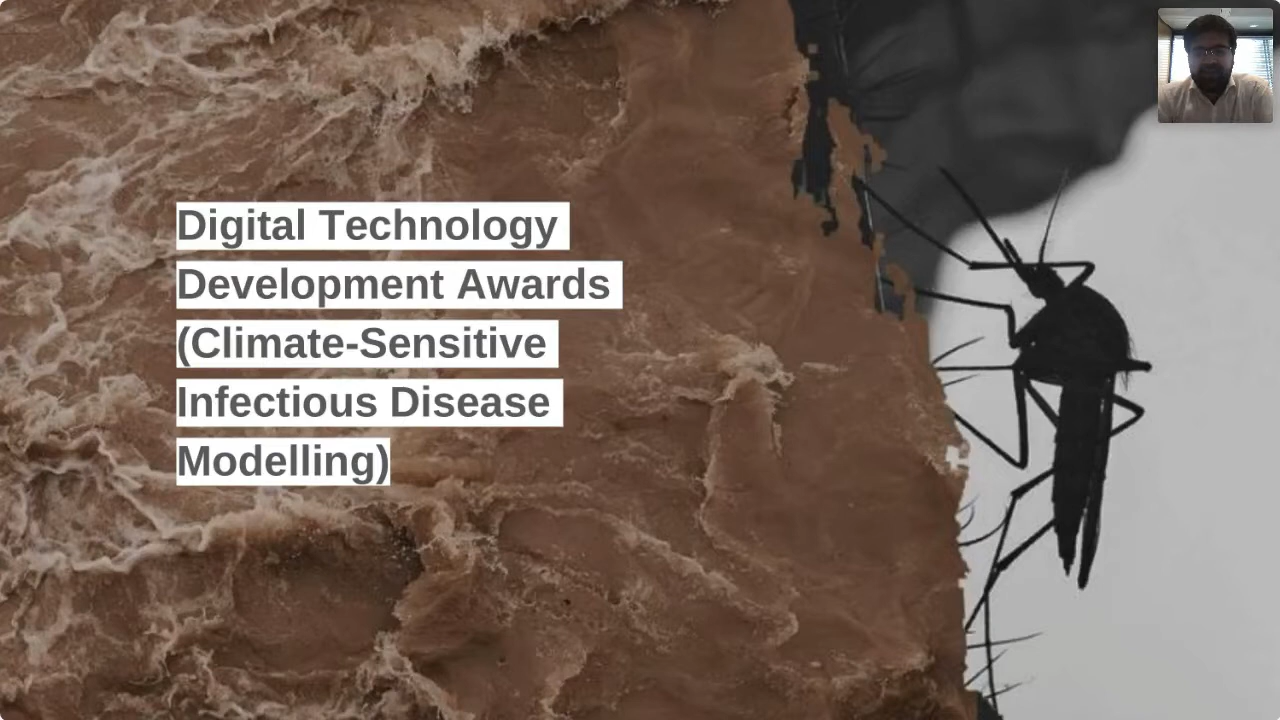 Digital Technology
Development Awards
(Climate-Sensitive
Infectious Disease
Modelling)